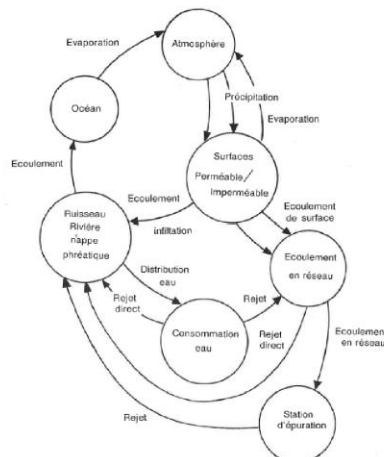 Evaporation
Atmosphère
Océan
Précipitation
Evaporation
Ecoulement
Surfaces
Perméable/
Imperméable
Ecoulement
infiltation
Ecoulement
de surface
Ruisseau
Rivière
n'appe
phréatique
Ecoulement
en réseau
Distribution
eau
Rejet
direct
Consommation
eau
Rejet
Rejet
direct
Ecoulement
en réseau
Rejet
Station
d'épuration